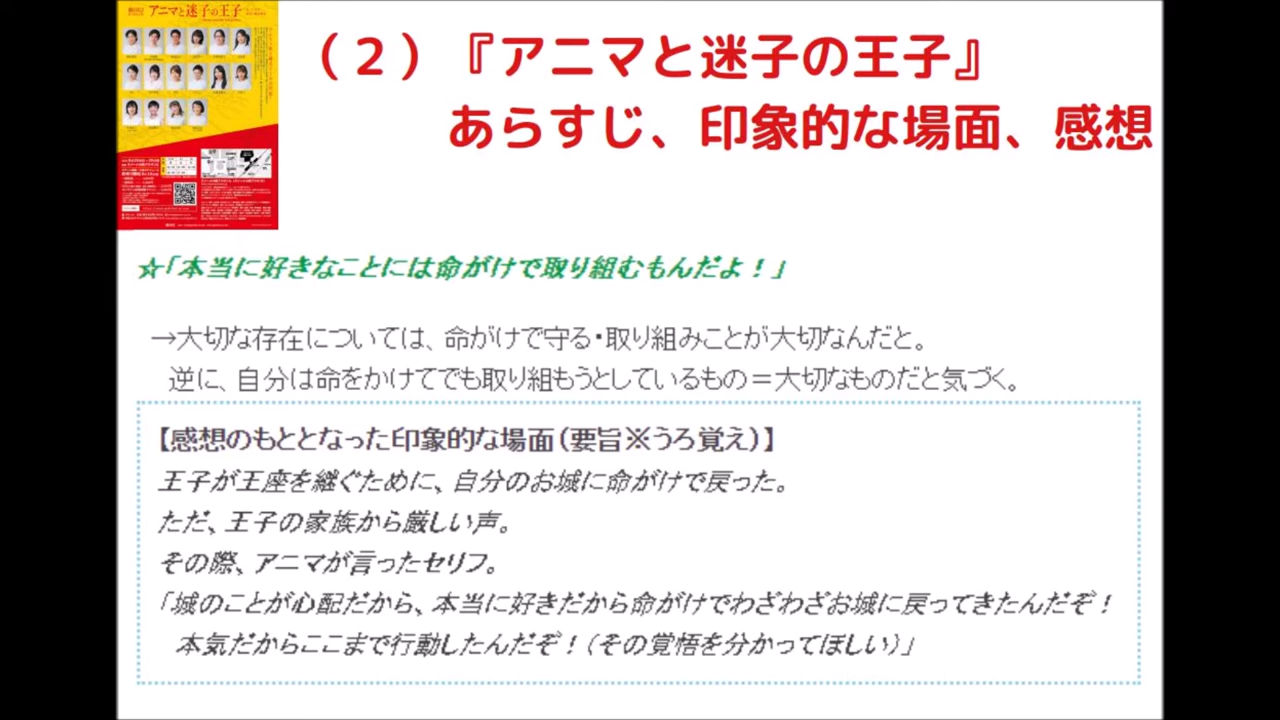 アニマと迷子の王子
（２）『アニマと迷子の王子』
あらすじ、印象的な場面、感想
☆「本当に好きなことには命がけで取り組むもんだよ！」
→大切な存在については、命がけで守る・取り組みことが大切なんだと。
逆に、自分は命をかけてでも取り組もうとしているもの＝大切なものだと気づく。
【感想のもととなった印象的な場面（要旨※うろ覚え）】
王子が王座を継ぐために、自分のお城に命がけで戻った。
ただ、王子の家族から厳しい声。
その際、アニマが言ったセリフ。
「城のことが心配だから、本当に好きだから命がけでわざわざお城に戻ってきたんだぞ！
本気だからここまで行動したんだぞ！（その覚悟を分かってほしい）」